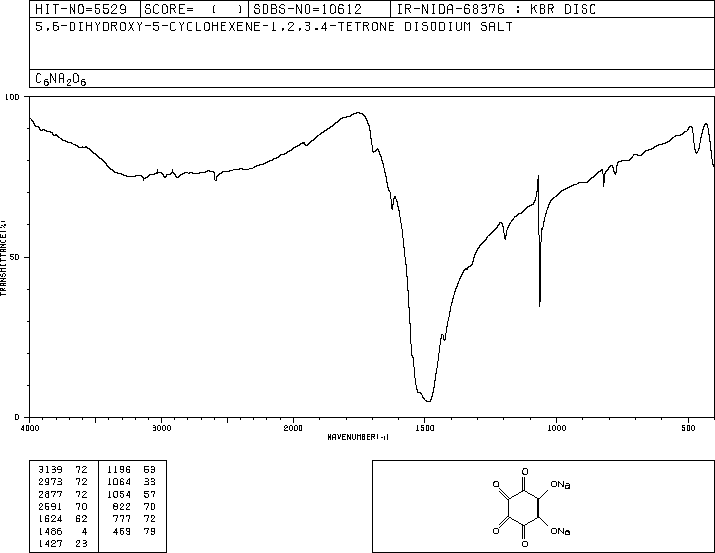 HIT-NO=5529 SCORE= ( ) SDBS-NO=10612 IR-NIDA-68376 : KBR DISC
5,6-DIHYDROXY-5-CYCLOHEXENE-1,2,3,4-TETRONE DISODIUM SALT
C6NA2O6
100
50
0
TRANSMITTANCE(%)
4000 3000 2000 1500 1000 500
WAVENUMBER(-1)
3139 72 1196 53
2973 72 1064 33
2877 72 1054 57
2591 70 822 70
1624 62 777 72
1486 4 469 79
1427 23
O O
O ONa
O ONa
O